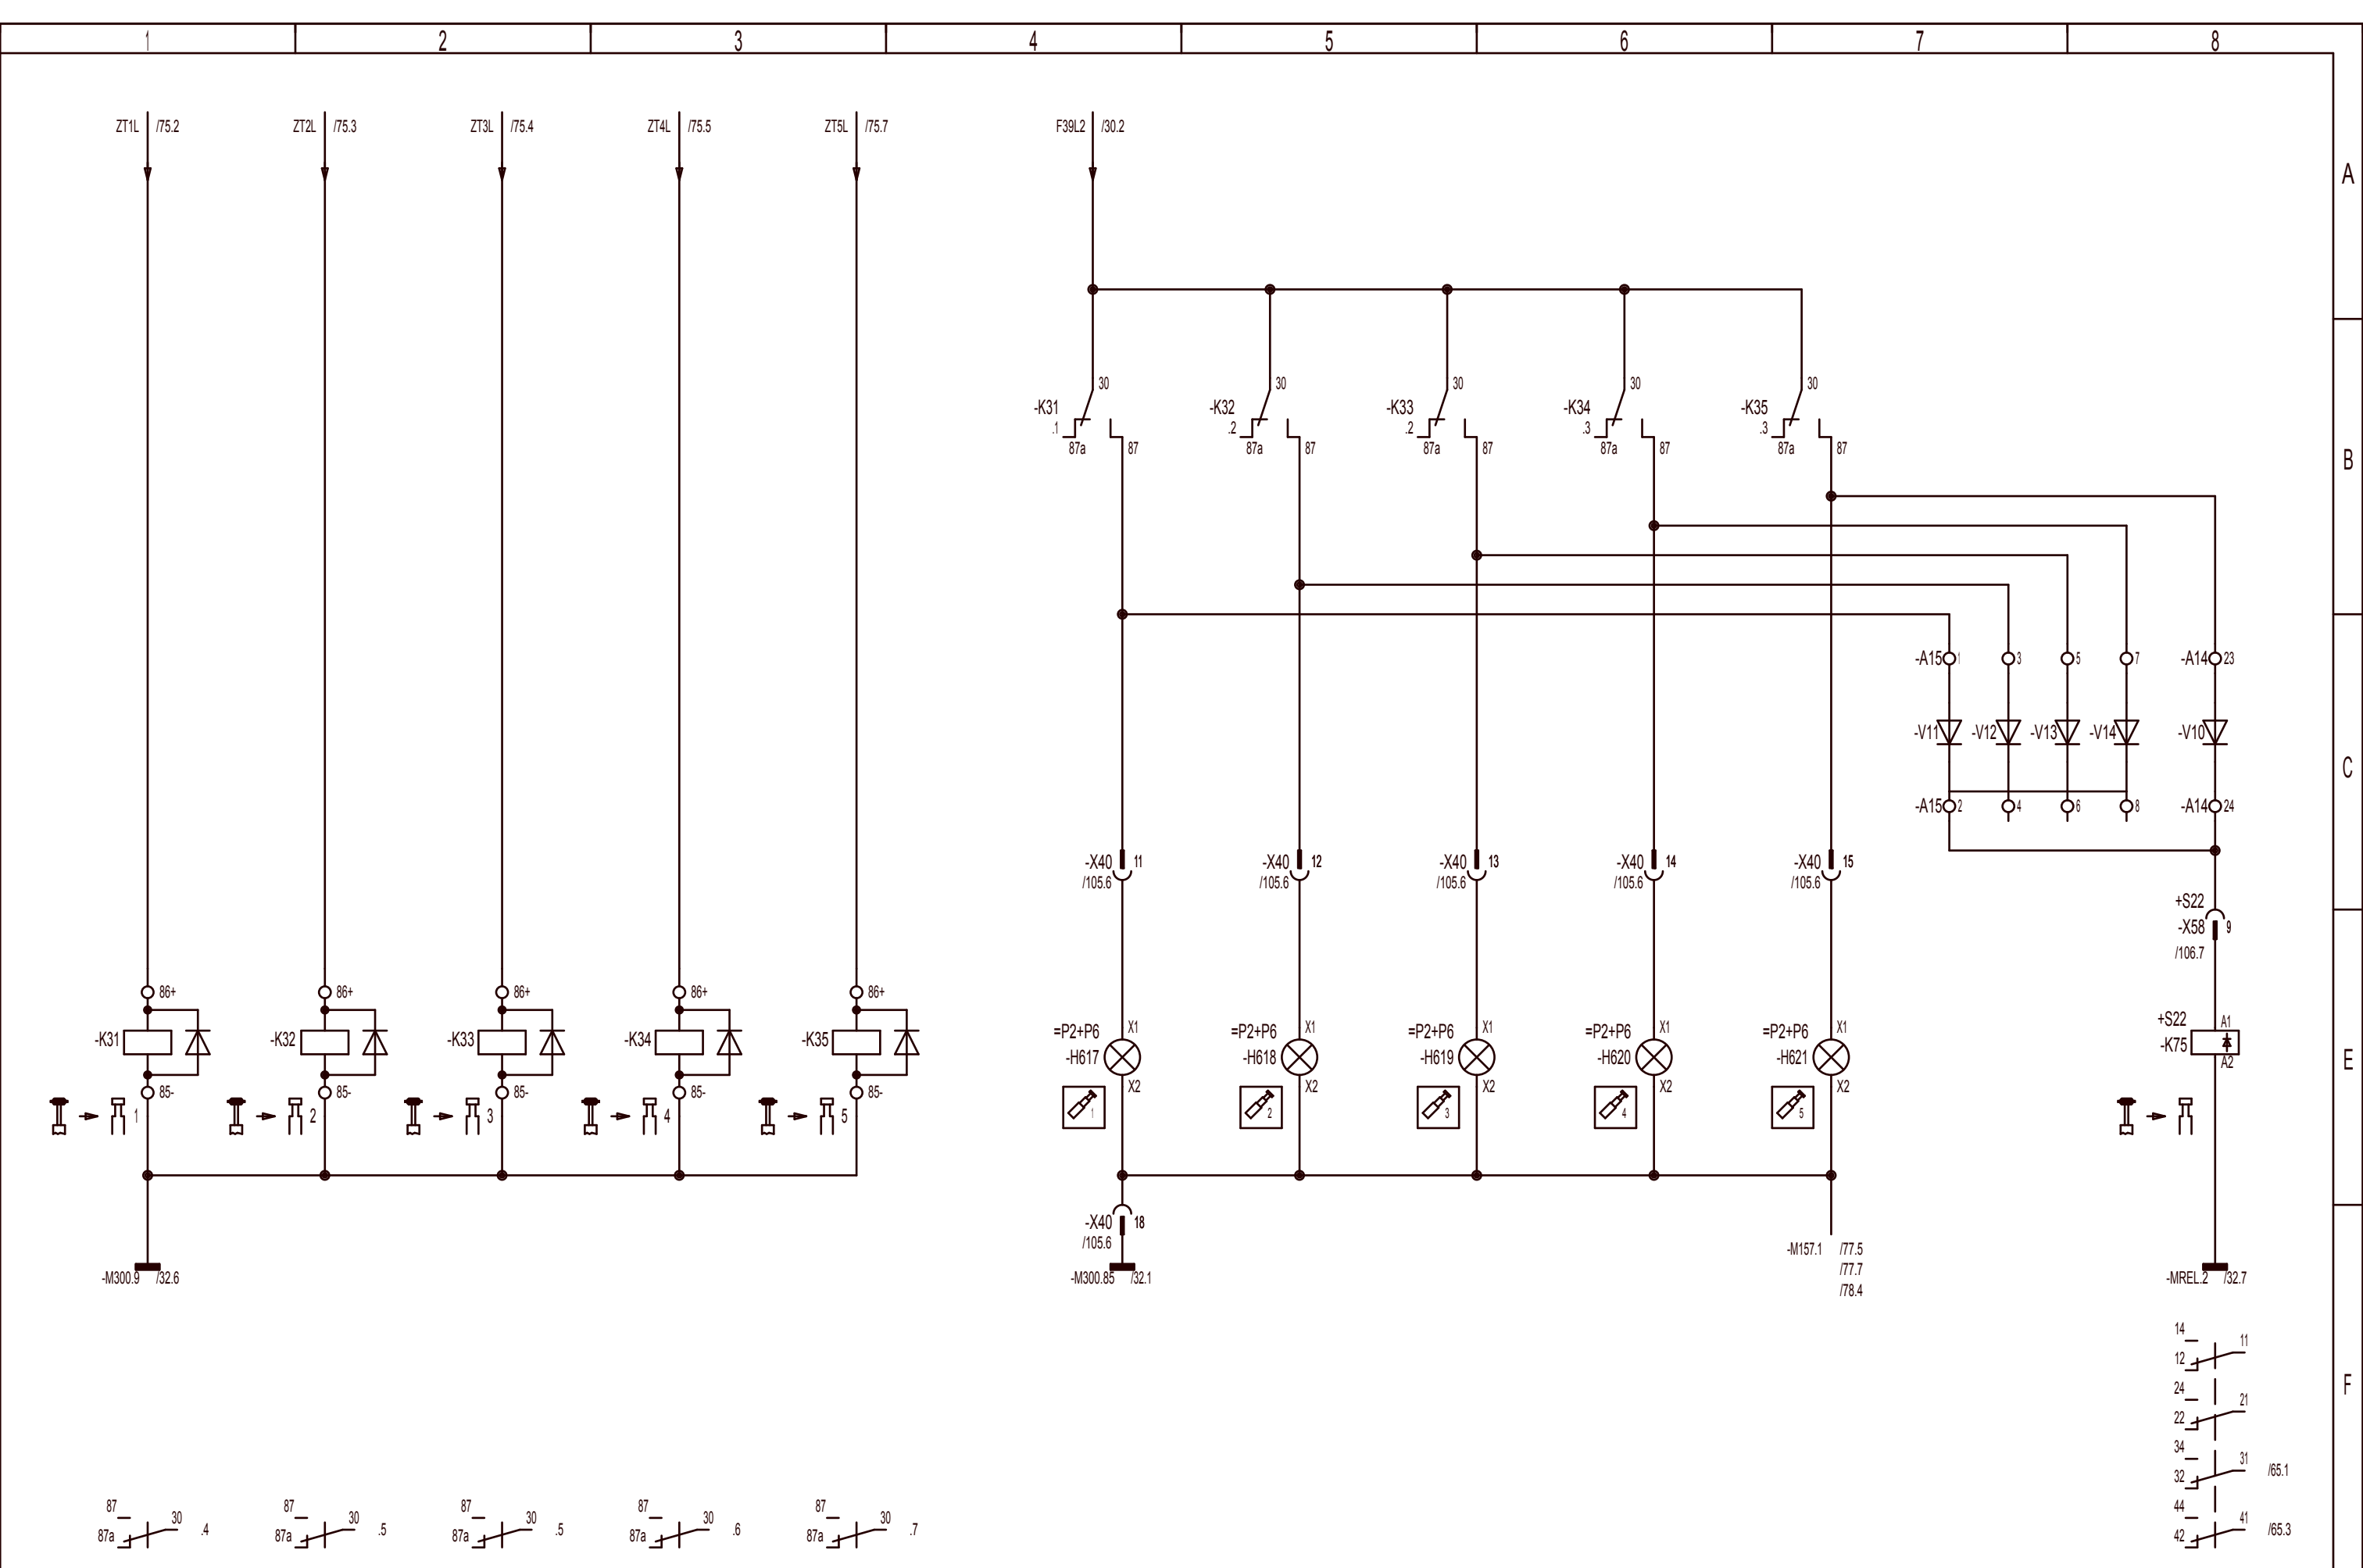 1 2 3 4 5 6 7 8
ZT1L /75.2 ZT2L /75.3 ZT3L /75.4 ZT4L /75.5 ZT5L /75.7 F39L2 /30.2
A
30 30 30 30 30
-K31 -K32 -K33 -K34 -K35
.1 .2 .2 .3 .3
87a 87 87a 87 87a 87 87a 87 87a 87
B
-A15 1 3 5 7 -A14 23
-V11 -V12 -V13 -V14 -V10
C
-A15 2 4 6 8 -A14 24
-X40 11 -X40 12 -X40 13 -X40 14 -X40 15
/105.6 /105.6 /105.6 /105.6 /105.6
+S22
-X58 9
/106.7
86+ 86+ 86+ 86+ 86+
=P2+P6 X1 =P2+P6 X1 =P2+P6 X1 =P2+P6 X1 =P2+P6 X1
+S22 A1
-K31 -K32 -K33 -K34 -K35
-K75
-H617 -H618 -H619 -H620 -H621
A2
E
85- 85- 85- 85- 85-
X2 X2 X2 X2 X2
1 2 3 4 5
1 2 3 4 5
-X40 18
/105.6
-M157.1 /77.5
/77.7
/78.4
-M300.9 /32.6 -M300.85 /32.1 -MREL.2 /32.7
14 11
12
24 21
22
F
34 31 /65.1
32
44 41 /65.3
42
87 87 87 87 87
30 .4 30 .5 30 .5 30 .6 30 .7
87a 87a 87a 87a 87a